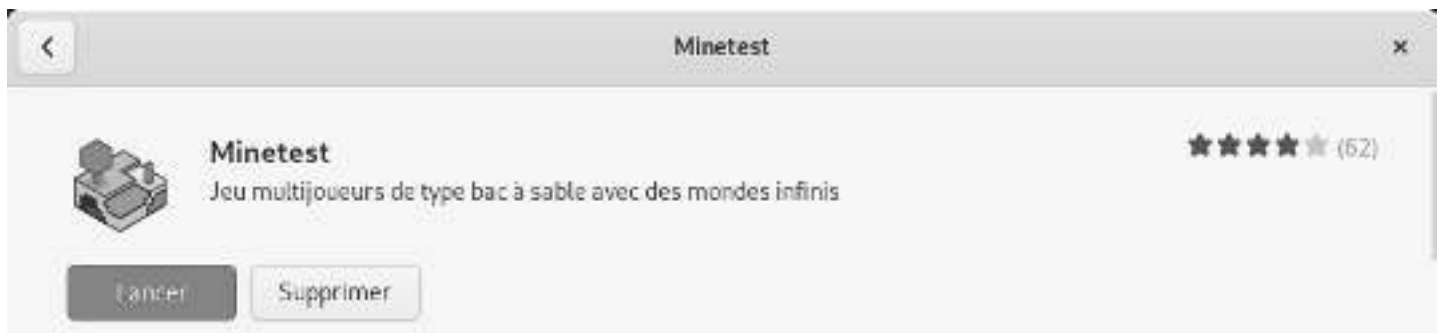 Minetest
Minetest
(62)
Jeu multijoueurs de type bac à sable avec des mondes infinis
Lancer
Supprimer